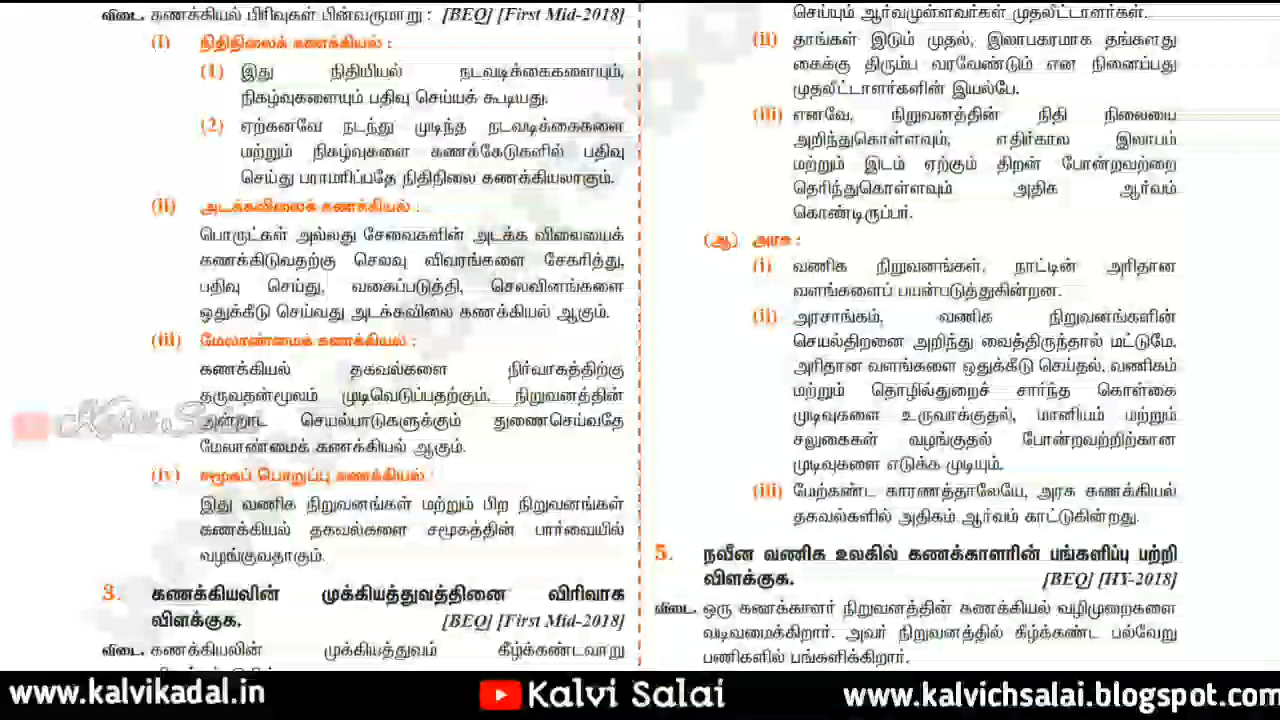 விடை. கணக்கியல் பிரிவுகள் பின்வருமாறு : [BEQ] [First Mid-2018]
(i) நிதிநிலைக் கணக்கியல் :
(1) இது நிதியியல் நடவடிக்கைகளையும்,
நிகழ்வுகளையும் பதிவு செய்யக் கூடியது.
(2) ஏற்கனவே நடந்து முடிந்த நடவடிக்கைகளை
மற்றும் நிகழ்வுகளை கணக்கேடுகளில் பதிவு
செய்து பராமரிப்பதே நிதிநிலை கணக்கியலாகும்.
(ii) அடக்கவிலைக் கணக்கியல் :
பொருட்கள் அல்லது சேவைகளின் அடக்க விலையைக்
கணக்கிடுவதற்கு செலவு விவரங்களை சேகரித்து,
பதிவு செய்து, வகைப்படுத்தி, செலவினங்களை
ஒதுக்கீடு செய்வது அடக்கவிலை கணக்கியல் ஆகும்.
(iii) மேலாண்மைக் கணக்கியல் :
கணக்கியல் தகவல்களை நிர்வாகத்திற்கு
தருவதன்மூலம் முடிவெடுப்பதற்கும், நிறுவனத்தின்
அன்றாட செயல்பாடுகளுக்கும் துணைசெய்வதே
மேலாண்மைக் கணக்கியல் ஆகும்.
(iv) சமூகப் பொறுப்பு கணக்கியல்
இது வணிக நிறுவனங்கள் மற்றும் பிற நிறுவனங்கள்
கணக்கியல் தகவல்களை சமூகத்தின் பார்வையில்
வழங்குவதாகும்.
3. கணக்கியலின் முக்கியத்துவத்தினை விரிவாக
விளக்குக. [BEQ] [First Mid-2018]
விடை. கணக்கியலின் முக்கியத்துவம் கீழ்க்கண்டவாறு
செய்யும் ஆர்வமுள்ளவர்கள் முதலீட்டாளர்கள்.
(ii) தாங்கள் இடும் முதல், இலாபகரமாக தங்களது
கைக்கு திரும்ப வரவேண்டும் என நினைப்பது
முதலீட்டாளர்களின் இயல்பே.
(iii) எனவே, நிறுவனத்தின் நிதி நிலையை
அறிந்துகொள்ளவும், எதிர்கால இலாபம்
மற்றும் இடம் ஏற்கும் திறன் போன்றவற்றை
தெரிந்துகொள்ளவும் அதிக ஆர்வம்
கொண்டிருப்பர்.
(ஆ) அரசு :
(i) வணிக நிறுவனங்கள், நாட்டின் அரிதான
வளங்களைப் பயன்படுத்துகின்றன.
(ii) அரசாங்கம், வணிக நிறுவனங்களின்
செயல்திறனை அறிந்து வைத்திருந்தால் மட்டுமே,
அரிதான வளங்களை ஒதுக்கீடு செய்தல், வணிகம்
மற்றும் தொழில்துறைச் சார்ந்த கொள்கை
முடிவுகளை உருவாக்குதல், மானியம் மற்றும்
சலுகைகள் வழங்குதல் போன்றவற்றிற்கான
முடிவுகளை எடுக்க முடியும்.
(iii) மேற்கண்ட காரணத்தாலேயே, அரசு கணக்கியல்
தகவல்களில் அதிகம் ஆர்வம் காட்டுகின்றது.
5. நவீன வணிக உலகில் கணக்காளரின் பங்களிப்பு பற்றி
விளக்குக. [BEQ] [HY-2018]
விடை. ஒரு கணக்காளர் நிறுவனத்தின் கணக்கியல் வழிமுறைகளை
வடிவமைக்கிறார். அவர் நிறுவனத்தில் கீழ்க்கண்ட பல்வேறு
பணிகளில் பங்களிக்கிறார்.
Kalvi Salai
www.kalvikadal.in
Kalvi Salai
www.kalvichsalai.blogspot.com